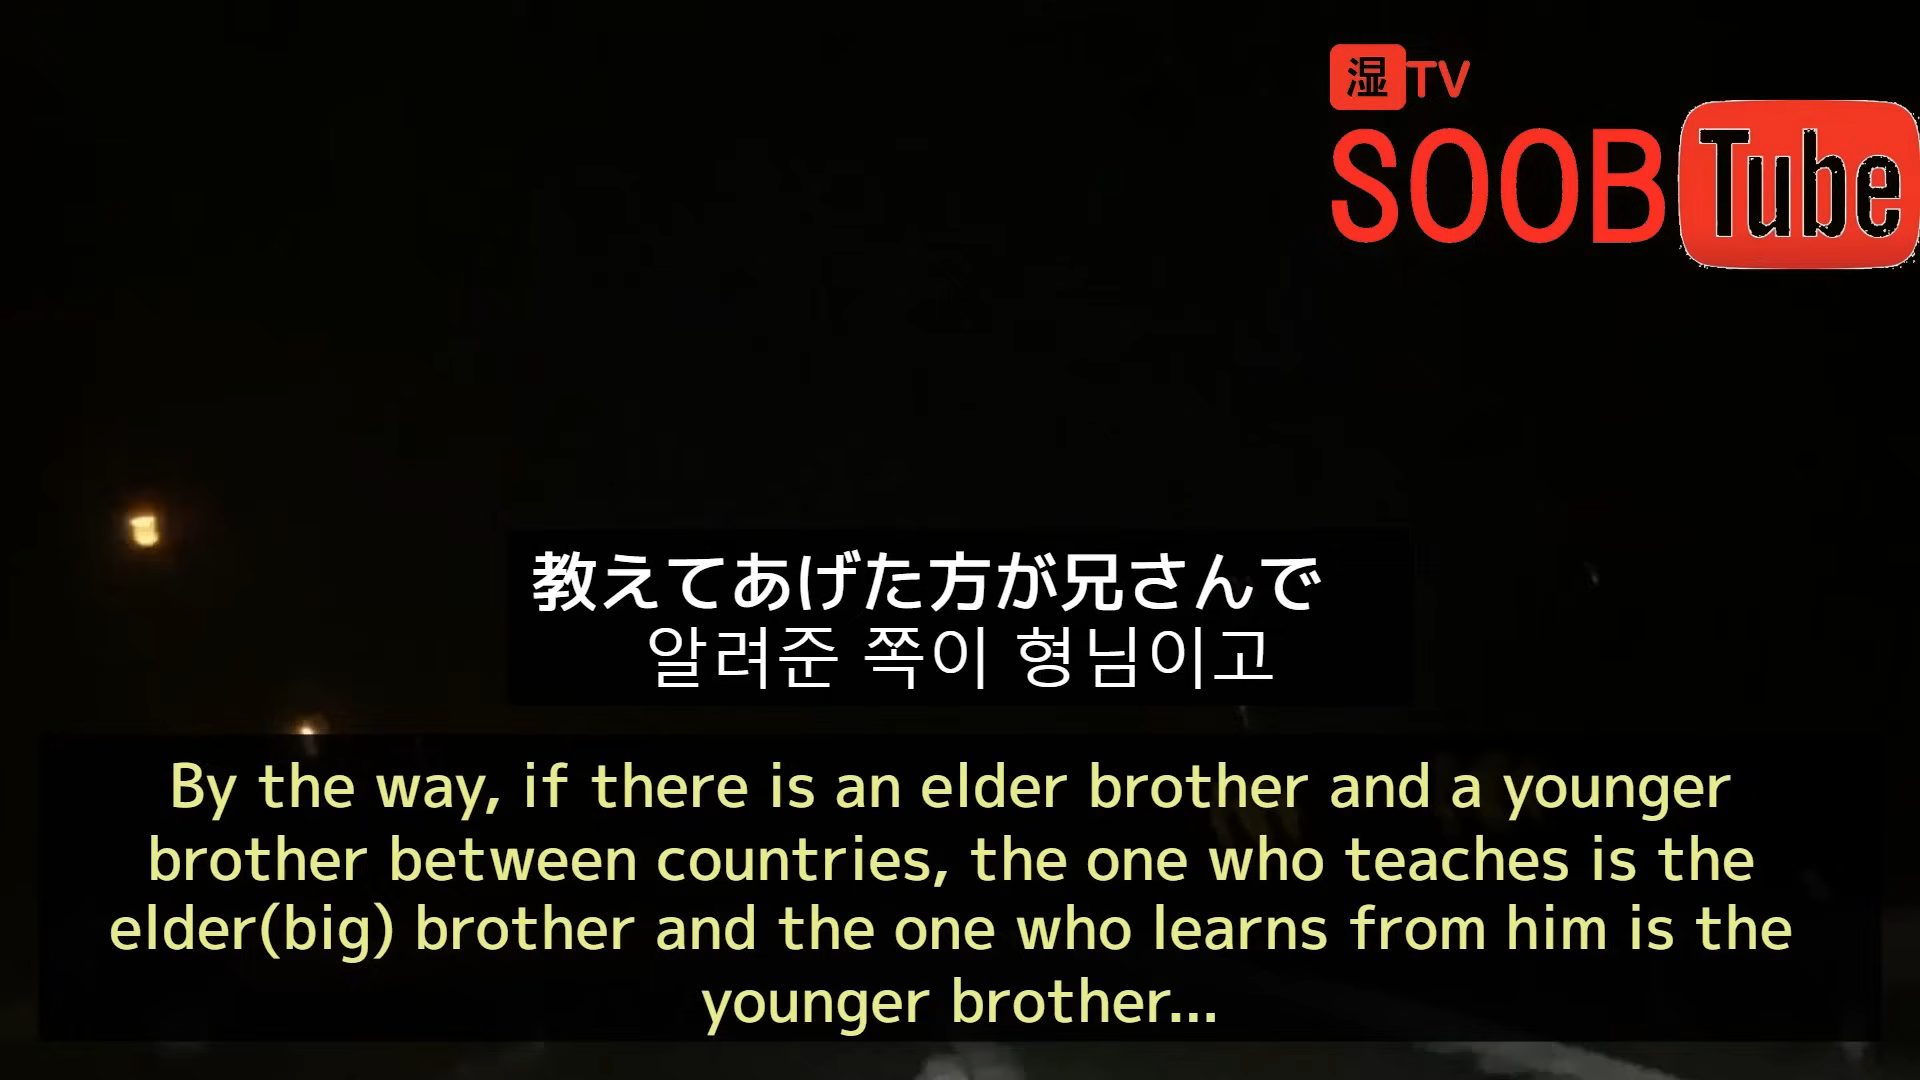 湿TV
SOOBTube
教えてあげた方が兄さんで
알려준 쪽이 형님이고
By the way, if there is an elder brother and a younger
brother between countries, the one who teaches is the
elder(big) brother and the one who learns from him is the
younger brother...